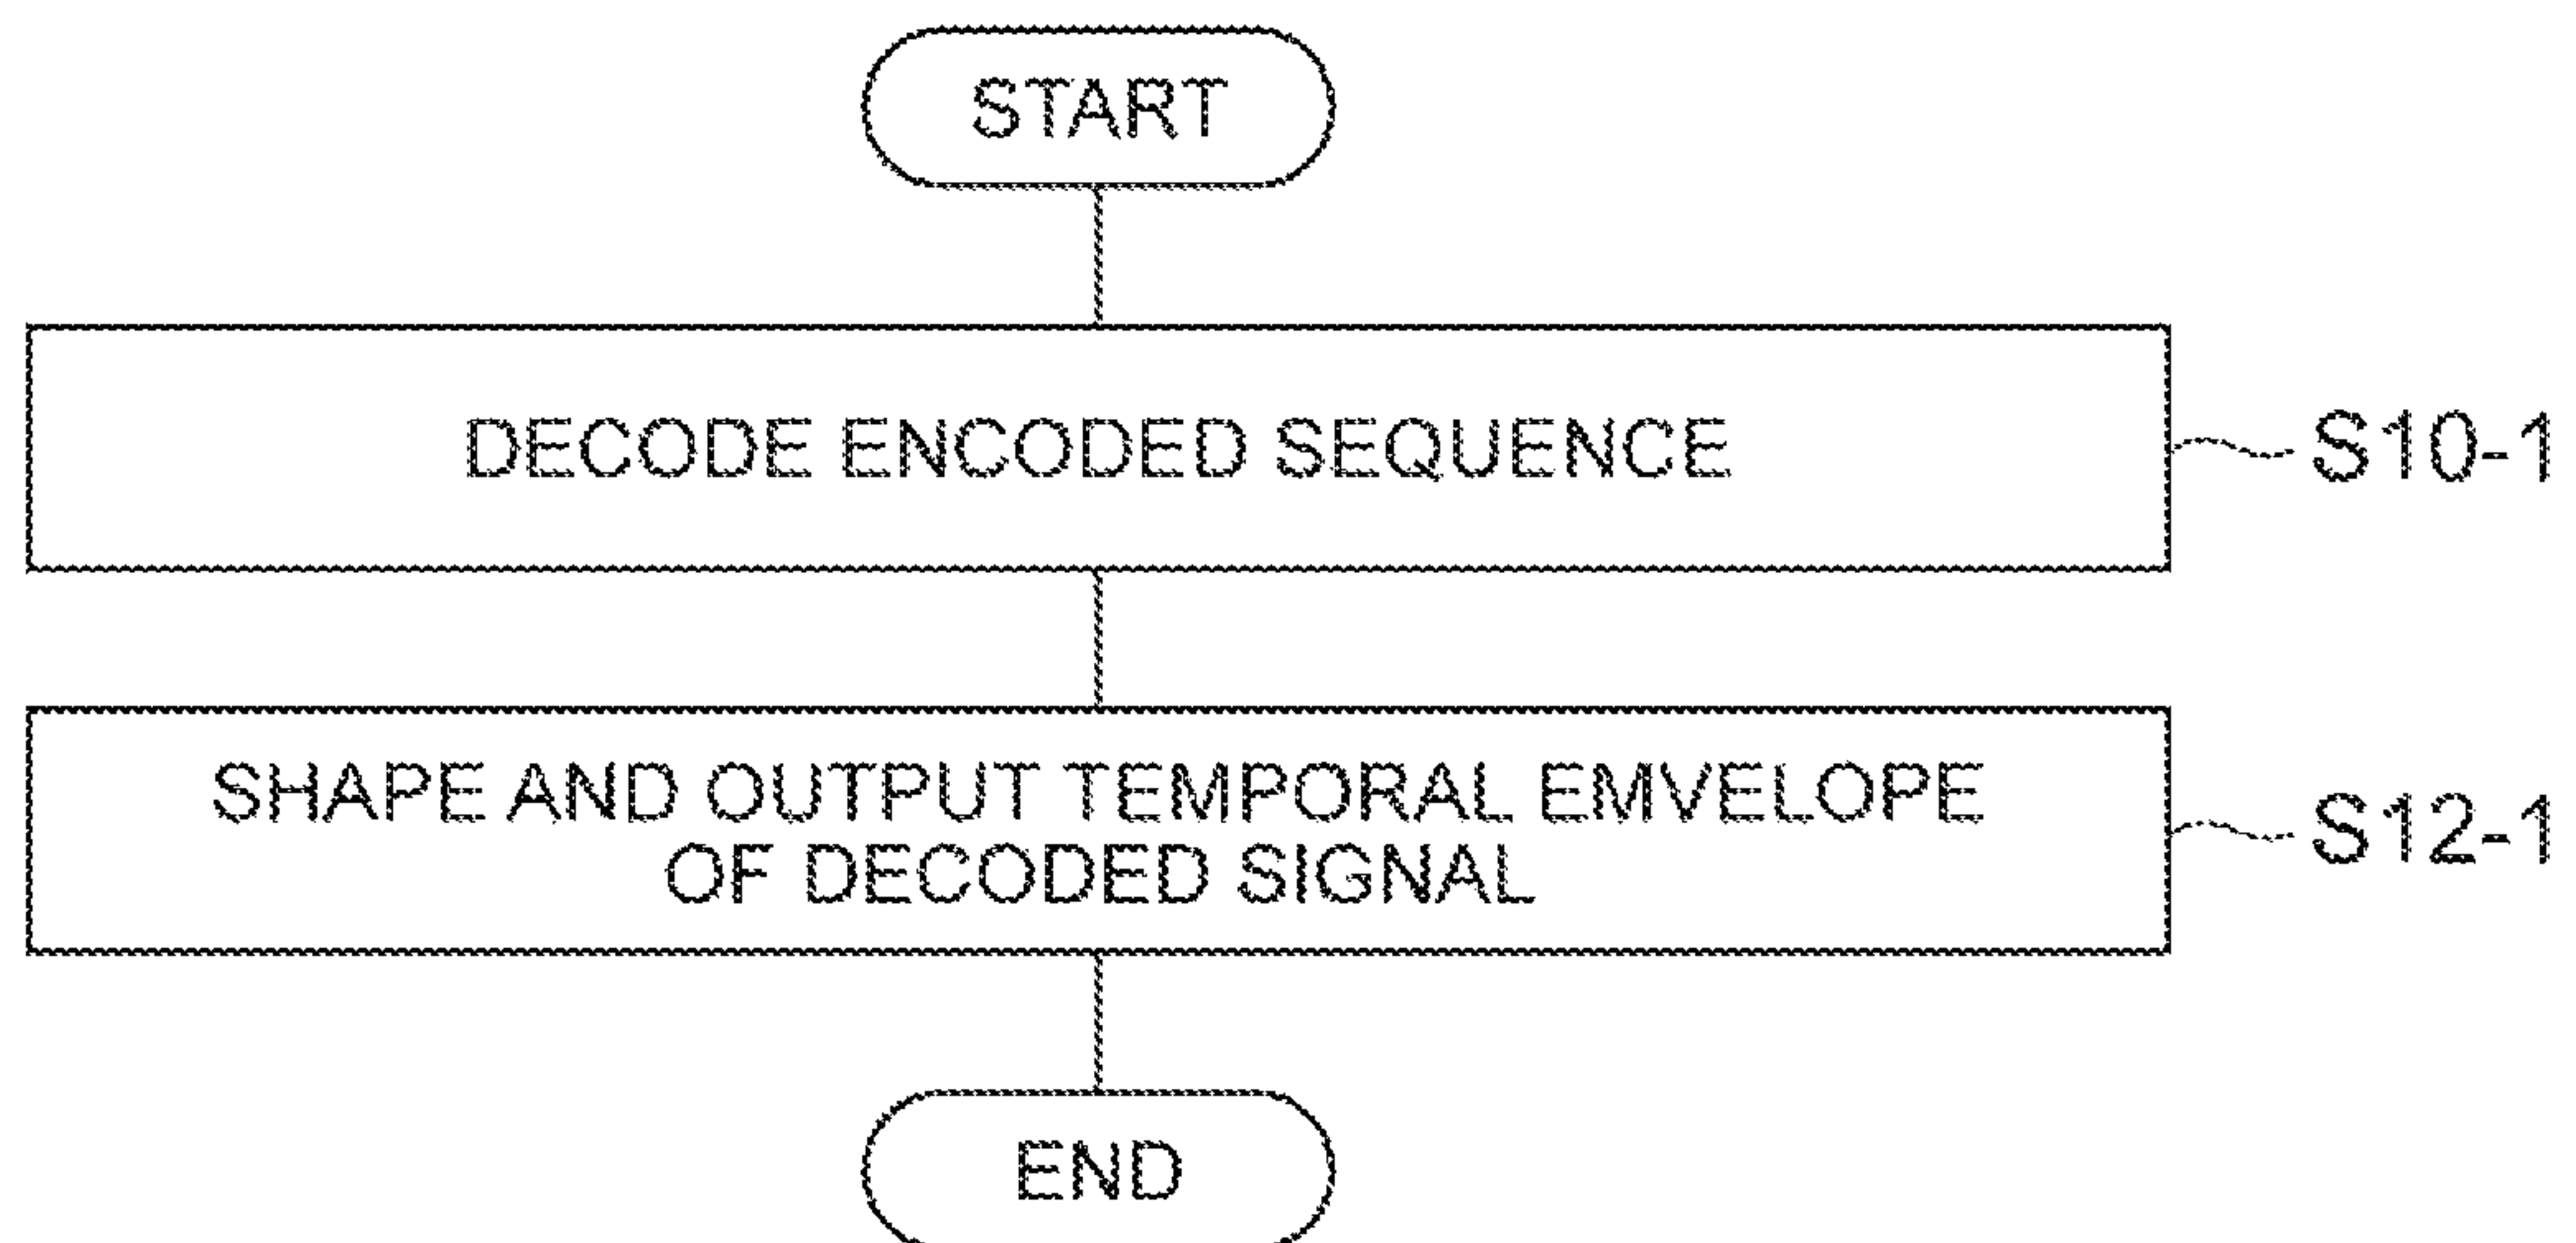 START
DECODE ENCODED SEQUENCE
S10-1
SHAPE AND OUTPUT TEMPORAL EMVELOPE
OF DECODED SIGNAL
S12-1
END